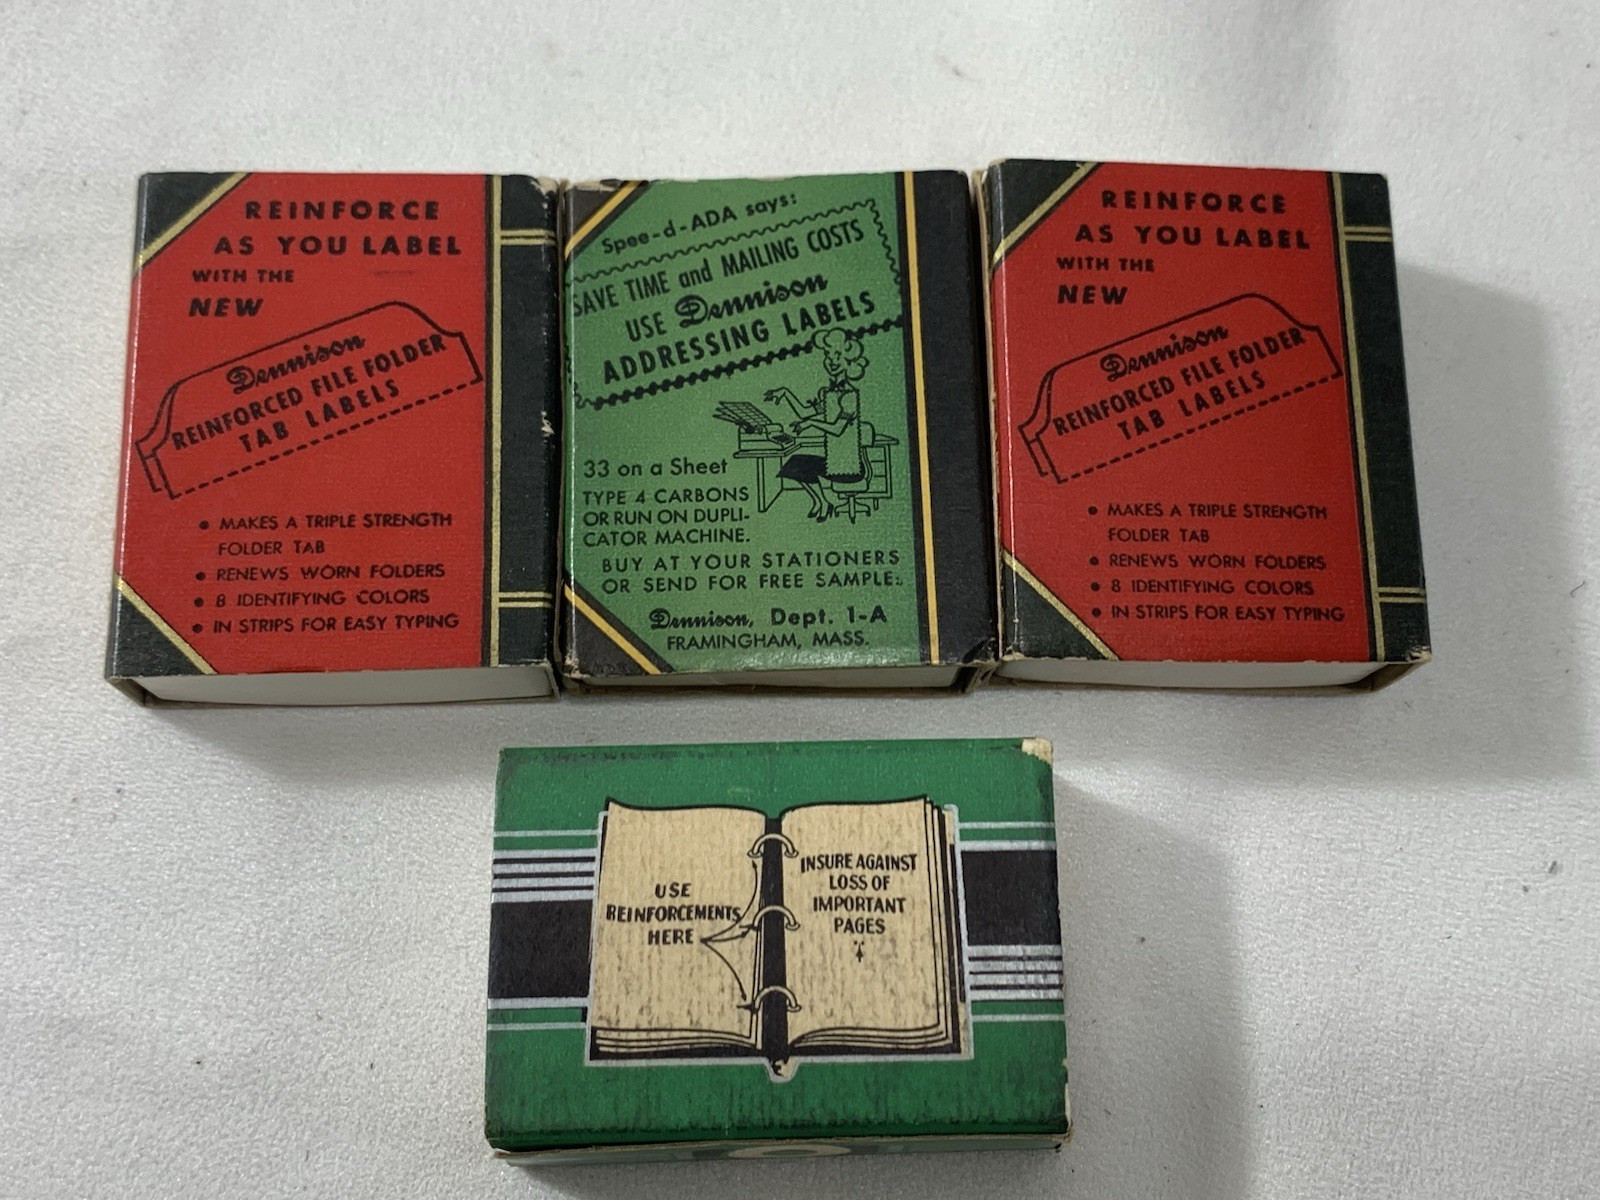 REINFORCE
AS YOU LABEL
WITH THE
NEW
Dennison
REINFORCED FILE FOLDER
TAB LABELS
• MAKES A TRIPLE STRENGTH
FOLDER TAB
• RENEWS WORN FOLDERS
• 8 IDENTIFYING COLORS
• IN STRIPS FOR EASY TYPING
Spee-d-ADA says:
SAVE TIME and MAILING COSTS
USE Dennison
ADDRESSING LABELS
33 on a Sheet
TYPE 4 CARBONS
OR RUN ON DUPLI-
CATOR MACHINE.
BUY AT YOUR STATIONERS
OR SEND FOR FREE SAMPLE:
Dennison, Dept. 1-A
FRAMINGHAM, MASS.
REINFORCE
AS YOU LABEL
WITH THE
NEW
Dennison
REINFORCED FILE FOLDER
TAB LABELS
• MAKES A TRIPLE STRENGTH
FOLDER TAB
• RENEWS WORN FOLDERS
• 8 IDENTIFYING COLORS
• IN STRIPS FOR EASY TYPING
USE
REINFORCEMENTS
HERE
INSURE AGAINST
LOSS OF
IMPORTANT
PAGES